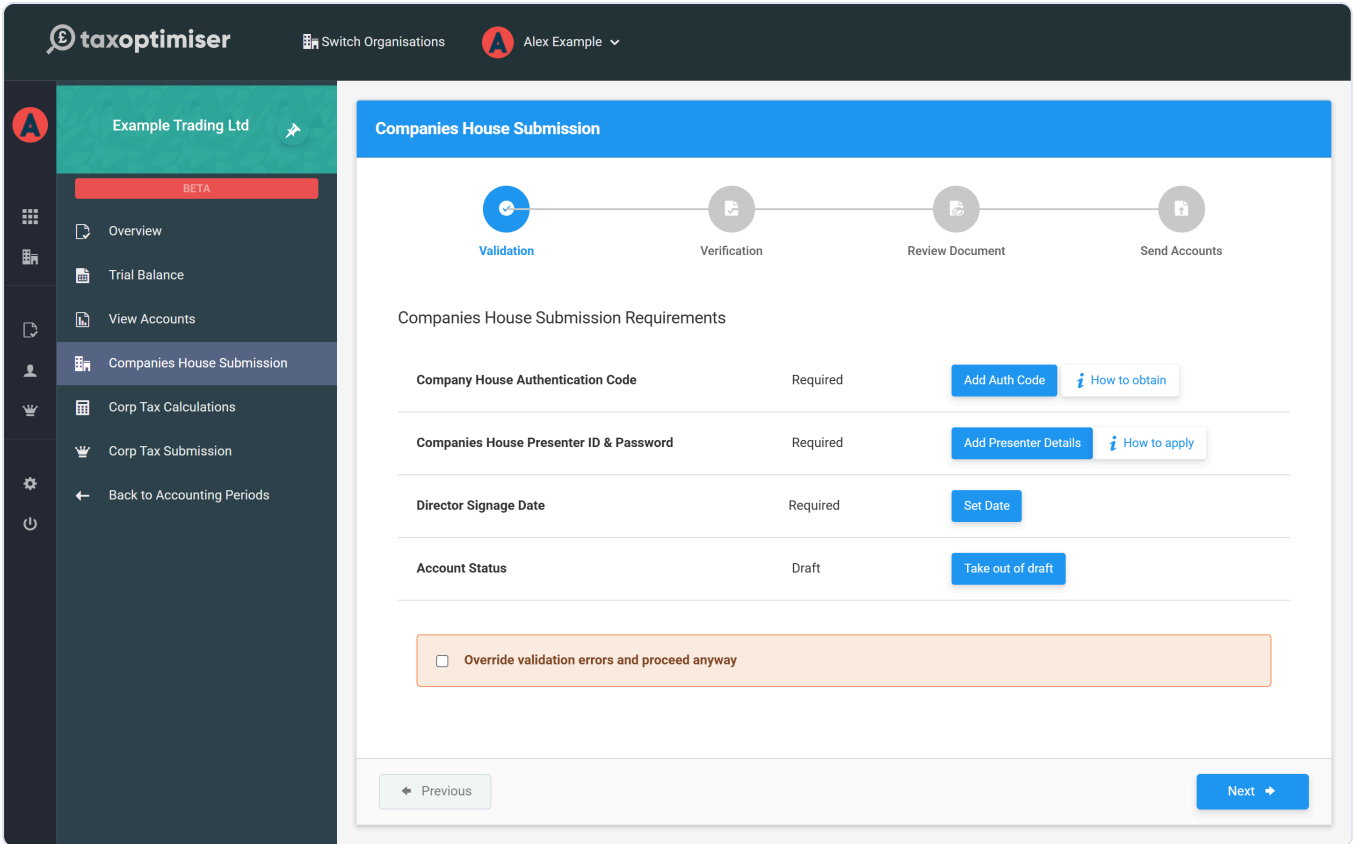 taxoptimiser
Switch Organisations
Alex Example
Example Trading Ltd
BETA
Overview
Trial Balance
View Accounts
Companies House Submission
Corp Tax Calculations
Corp Tax Submission
Back to Accounting Periods
Companies House Submission
Validation
Verification
Review Document
Send Accounts
Companies House Submission Requirements
Company House Authentication Code Required Add Auth Code i How to obtain
Companies House Presenter ID & Password Required Add Presenter Details i How to apply
Director Signage Date Required Set Date
Account Status Draft Take out of draft
Override validation errors and proceed anyway
Previous
Next